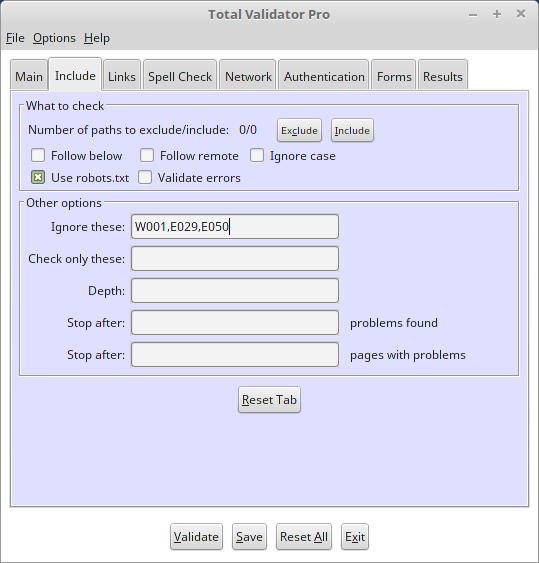 Total Validator Pro
File Options Help
Main Include Links Spell Check Network Authentication Forms Results
What to check
Number of paths to exclude/include: 0/0 Exclude Include
Follow below Follow remote Ignore case
Use robots.txt Validate errors
Other options
Ignore these: W001,E029,E050
Check only these:
Depth:
Stop after: problems found
Stop after: pages with problems
Reset Tab
Validate Save Reset All Exit